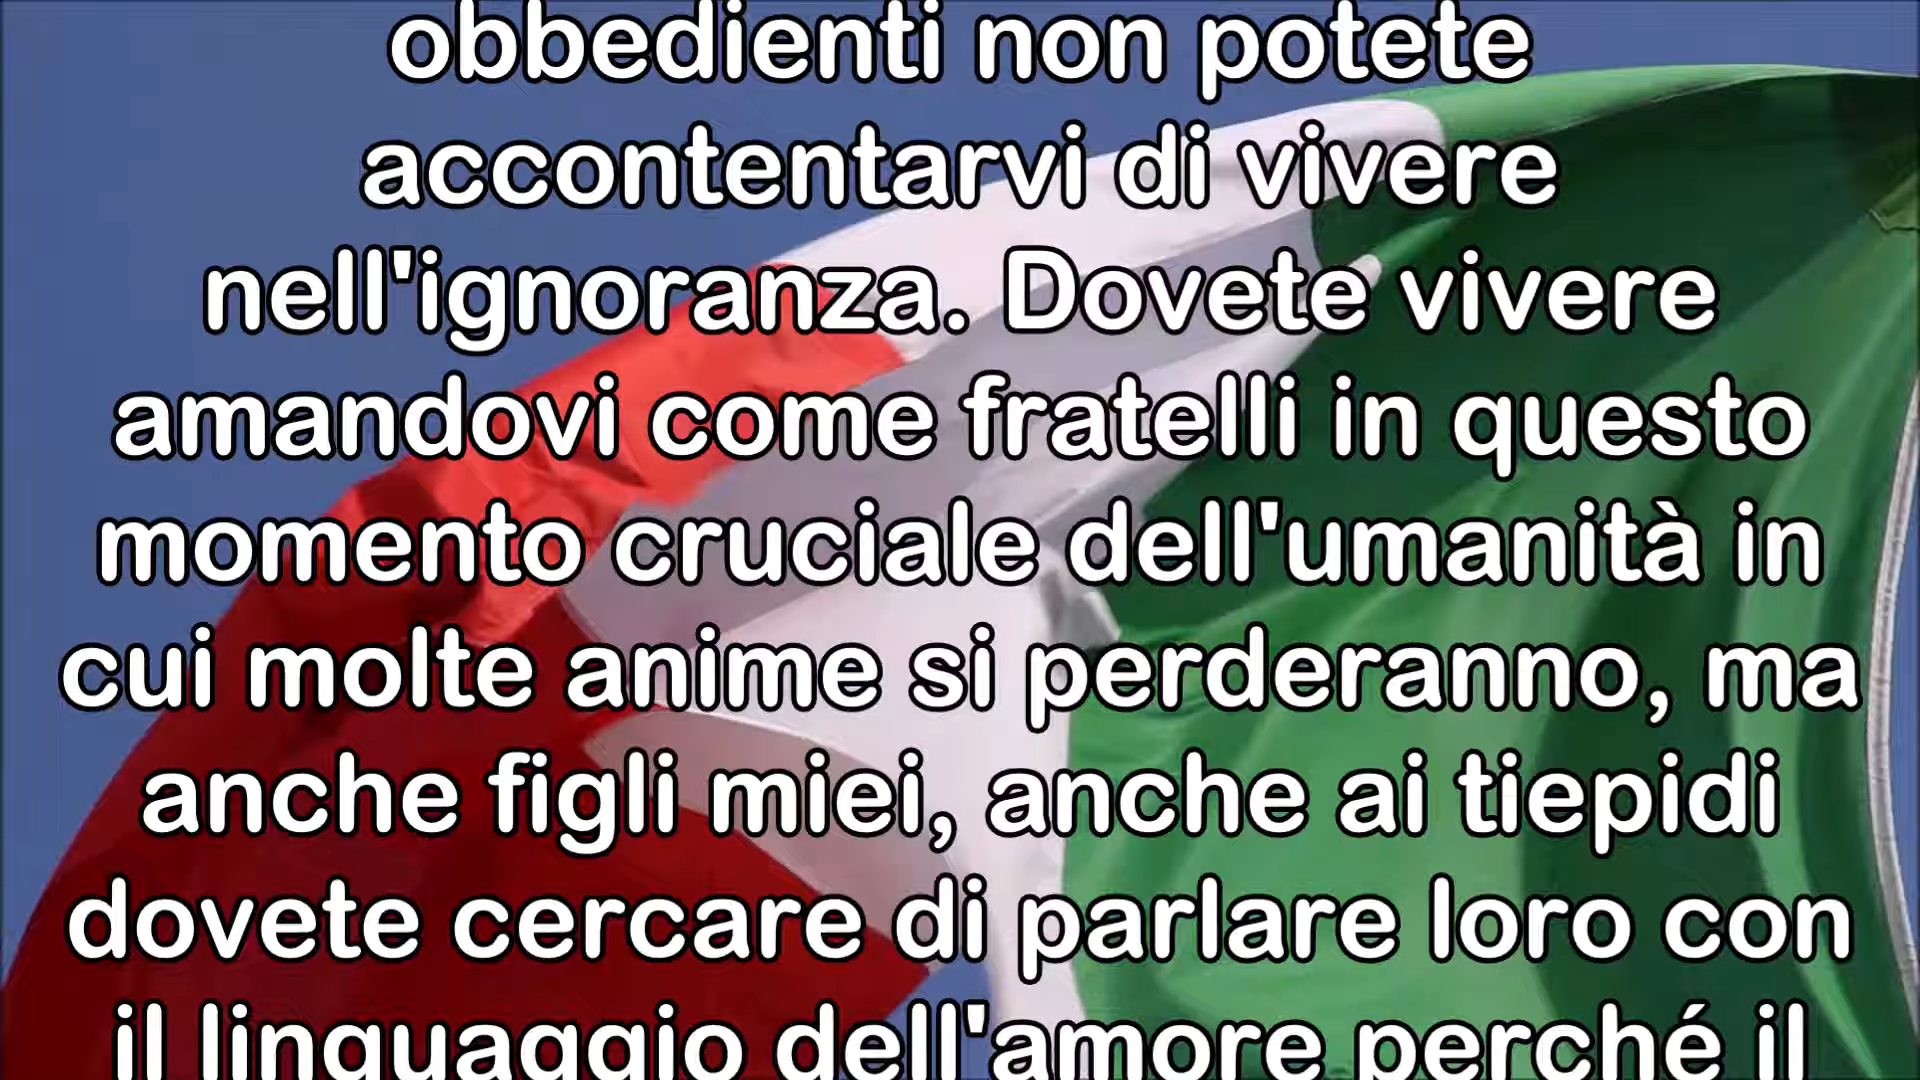 obbedienti non potete
accontentarvi di vivere
nell'ignoranza. Dovete vivere
amandovi come fratelli in questo
momento cruciale dell'umanità in
cui molte anime si perderanno, ma
anche figli miei, anche ai tiepidi
dovete cercare di parlare loro con
il linguaggio dell'amore perché il